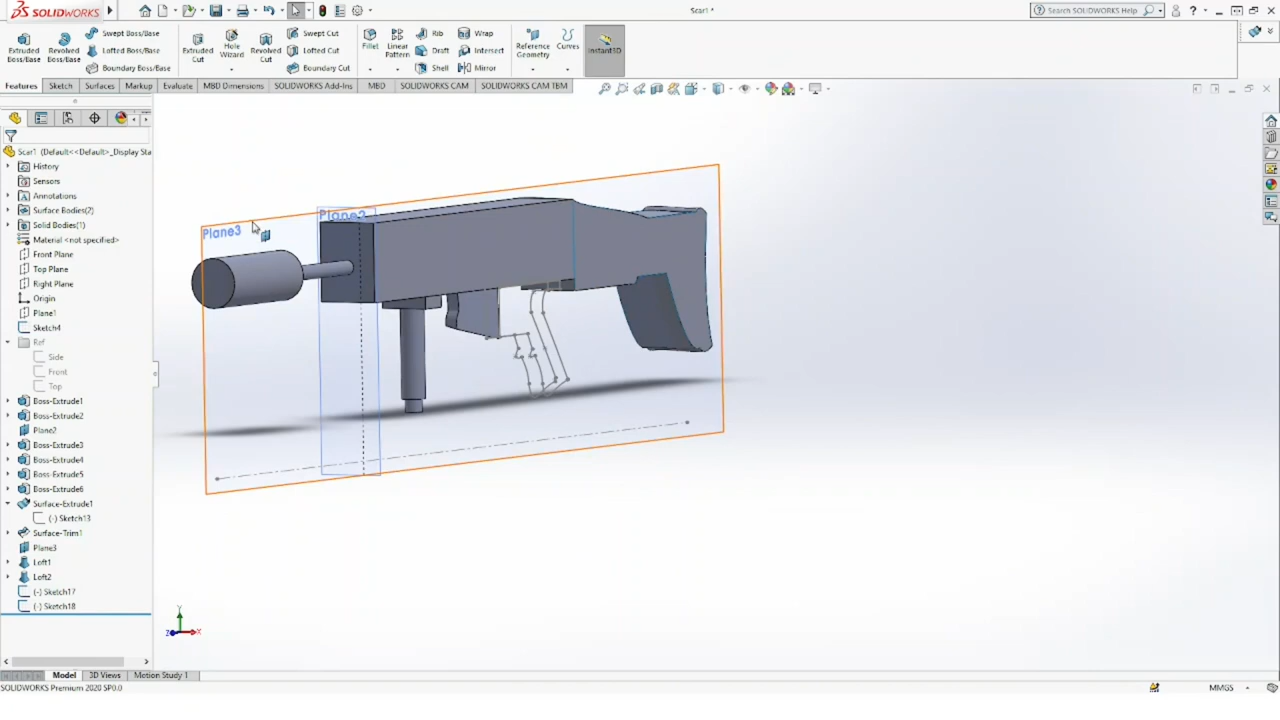 SOLIDWORKS
Scar1 *
Search SOLIDWORKS Help
Extruded Boss/Base
Revolved Boss/Base
Swept Boss/Base
Lofted Boss/Base
Boundary Boss/Base
Extruded Cut
Hole Wizard
Revolved Cut
Swept Cut
Lofted Cut
Boundary Cut
Fillet
Linear Pattern
Rib
Draft
Shell
Wrap
Intersect
Mirror
Reference Geometry
Curves
Instant3D
Features Sketch Surfaces Markup Evaluate MBD Dimensions SOLIDWORKS Add-Ins MBD SOLIDWORKS CAM SOLIDWORKS CAM TBM
Scar1 (Default<<Default>_Display Sta
History
Sensors
Annotations
Surface Bodies(2)
Solid Bodies(1)
Material <not specified>
Front Plane
Top Plane
Right Plane
Origin
Plane1
Sketch4
Ref
Side
Front
Top
Boss-Extrude1
Boss-Extrude2
Plane2
Boss-Extrude3
Boss-Extrude4
Boss-Extrude5
Boss-Extrude6
Surface-Extrude1
(-) Sketch13
Surface-Trim1
Plane3
Loft1
Loft2
(-) Sketch17
(-) Sketch18
Plane3
Plane2
Y
Z
X
Model 3D Views Motion Study 1
SOLIDWORKS Premium 2020 SP0.0
MMGS